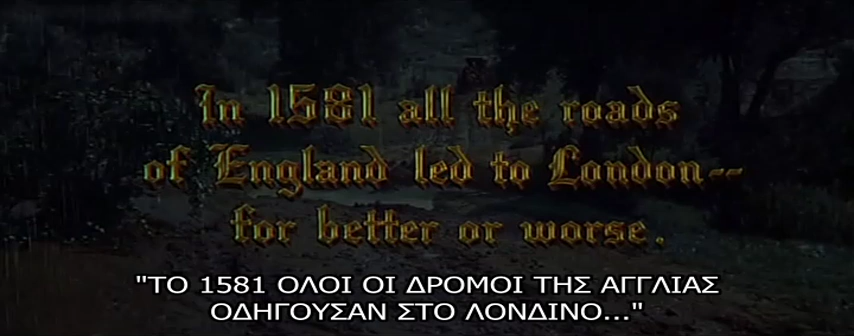 In 1581 all the roads
of England led to London--
for better or worse.
"ΤΟ 1581 ΟΛΟΙ ΟΙ ΔΡΟΜΟΙ ΤΗΣ ΑΓΓΛΙΑΣ
ΟΔΗΓΟΥΣΑΝ ΣΤΟ ΛΟΝΔΙΝΟ..."